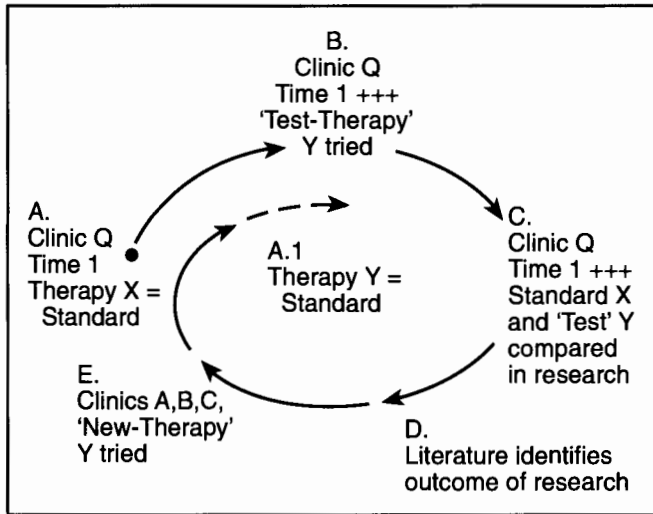 A.
Clinic Q
Time 1
Therapy X =
Standard
B.
Clinic Q
Time 1 +++
‘Test-Therapy’
Y tried
C.
Clinic Q
Time 1 +++
Standard X
and ‘Test’ Y
compared
in research
D.
Literature identifies
outcome of research
E.
Clinics A,B,C,
‘New-Therapy’
Y tried
A.1
Therapy Y =
Standard